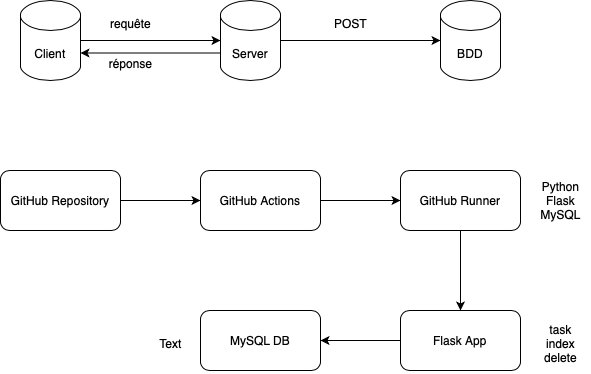 requête
POST
Client
Server
BDD
réponse
GitHub Repository
GitHub Actions
GitHub Runner
Python
Flask
MySQL
Text
MySQL DB
Flask App
task
index
delete